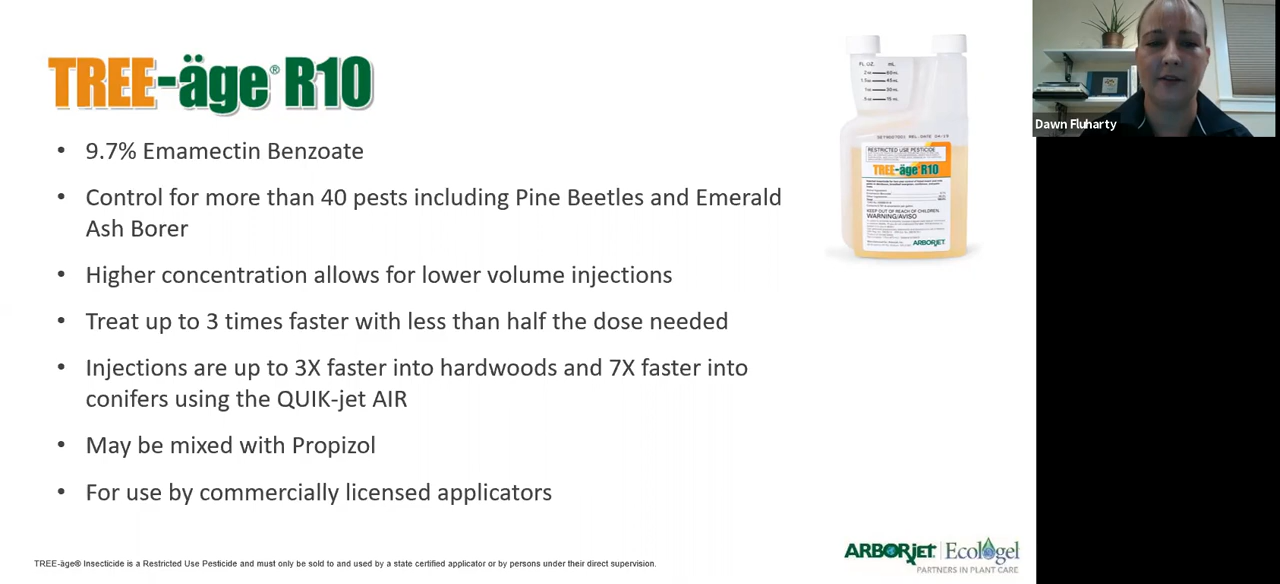 TREE-äge® R10
• 9.7% Emamectin Benzoate
• Control for more than 40 pests including Pine Beetles and Emerald
Ash Borer
• Higher concentration allows for lower volume injections
• Treat up to 3 times faster with less than half the dose needed
• Injections are up to 3X faster into hardwoods and 7X faster into
conifers using the QUIK-jet AIR
• May be mixed with Propizol
• For use by commercially licensed applicators
TREE-äge® Insecticide is a Restricted Use Pesticide and must only be sold to and used by a state certified applicator or by persons under their direct supervision.
FL. OZ. mL
RESTRICTED USE PESTICIDE
TREE-äge R10
KEEP OUT OF REACH OF CHILDREN.
WARNING/AVISO
ARBORJET
ARBORjet | Ecologel
PARTNERS IN PLANT CARE
Dawn Fluharty